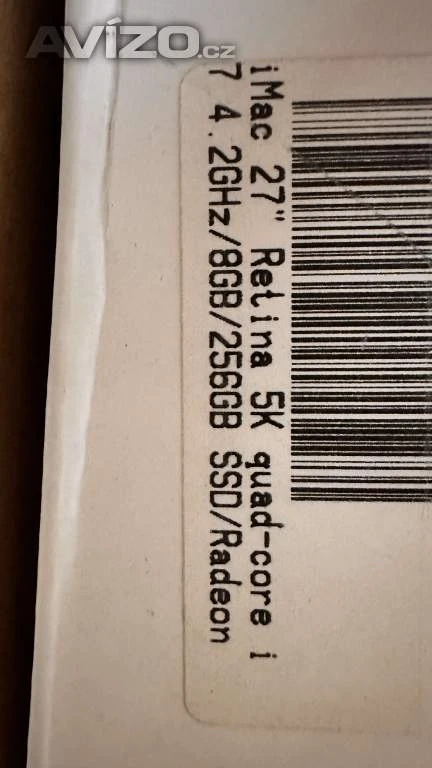 AVÍZO.cz
iMac 27" Retina 5K quad-core i
7 4.2GHz/8GB/256GB SSD/Radeon